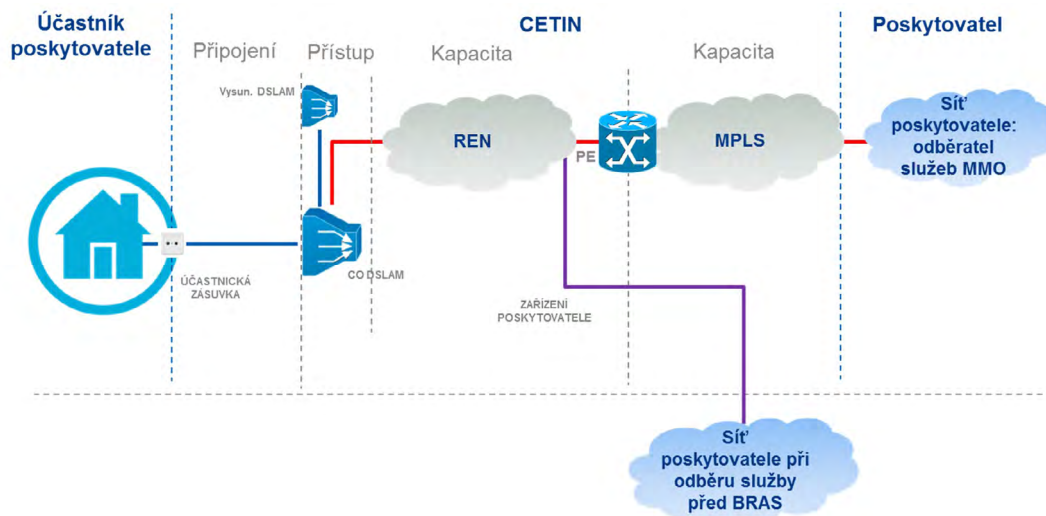 Účastník
poskytovatele
CETIN
Poskytovatel
Připojení
Přístup
Kapacita
Kapacita
Vysun. DSLAM
REN
PE
MPLS
Síť
poskytovatele:
odběratel
služeb MMO
ÚČASTNICKÁ
ZÁSUVKA
CO DSLAM
ZAŘÍZENÍ
POSKYTOVATELE
Síť
poskytovatele při
odběru služby
před BRAS